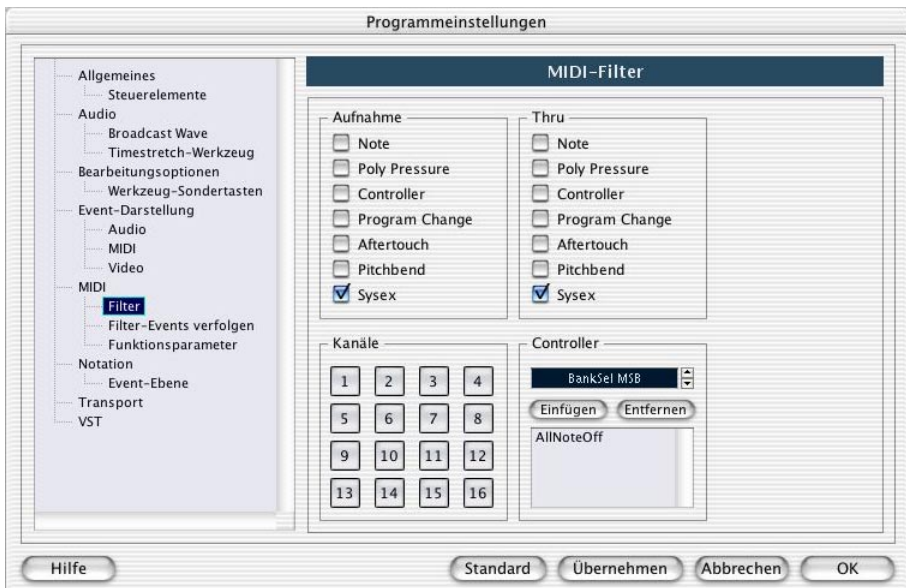 Programmeinstellungen
Allgemeines
Steuerelemente
Audio
Broadcast Wave
Timestretch-Werkzeug
Bearbeitungsoptionen
Werkzeug-Sondertasten
Event-Darstellung
Audio
MIDI
Video
MIDI
Filter
Filter-Events verfolgen
Funktionsparameter
Notation
Event-Ebene
Transport
VST
MIDI-Filter
Aufnahme
Note
Poly Pressure
Controller
Program Change
Aftertouch
Pitchbend
Sysex
Thru
Note
Poly Pressure
Controller
Program Change
Aftertouch
Pitchbend
Sysex
Kanäle
1 2 3 4
5 6 7 8
9 10 11 12
13 14 15 16
Controller
BankSel MSB
Einfügen Entfernen
AllNoteOff
Hilfe Standard Übernehmen Abbrechen OK